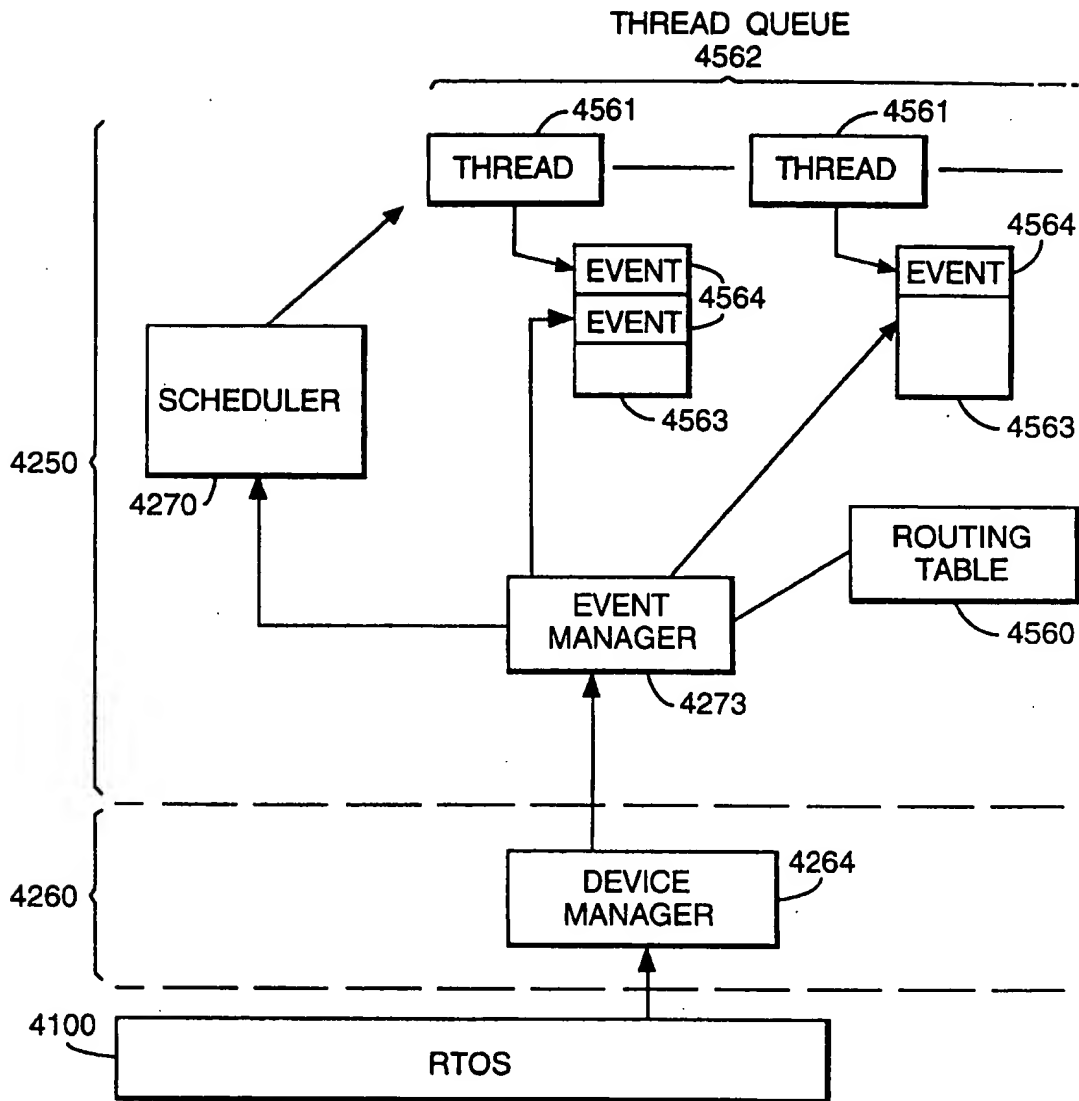 THREAD QUEUE
4562
4561
4561
THREAD
THREAD
4564
EVENT
4564
EVENT
EVENT
SCHEDULER
4563
4563
4250
4270
ROUTING
TABLE
EVENT
MANAGER
4560
4273
4264
4260
DEVICE
MANAGER
4100
RTOS